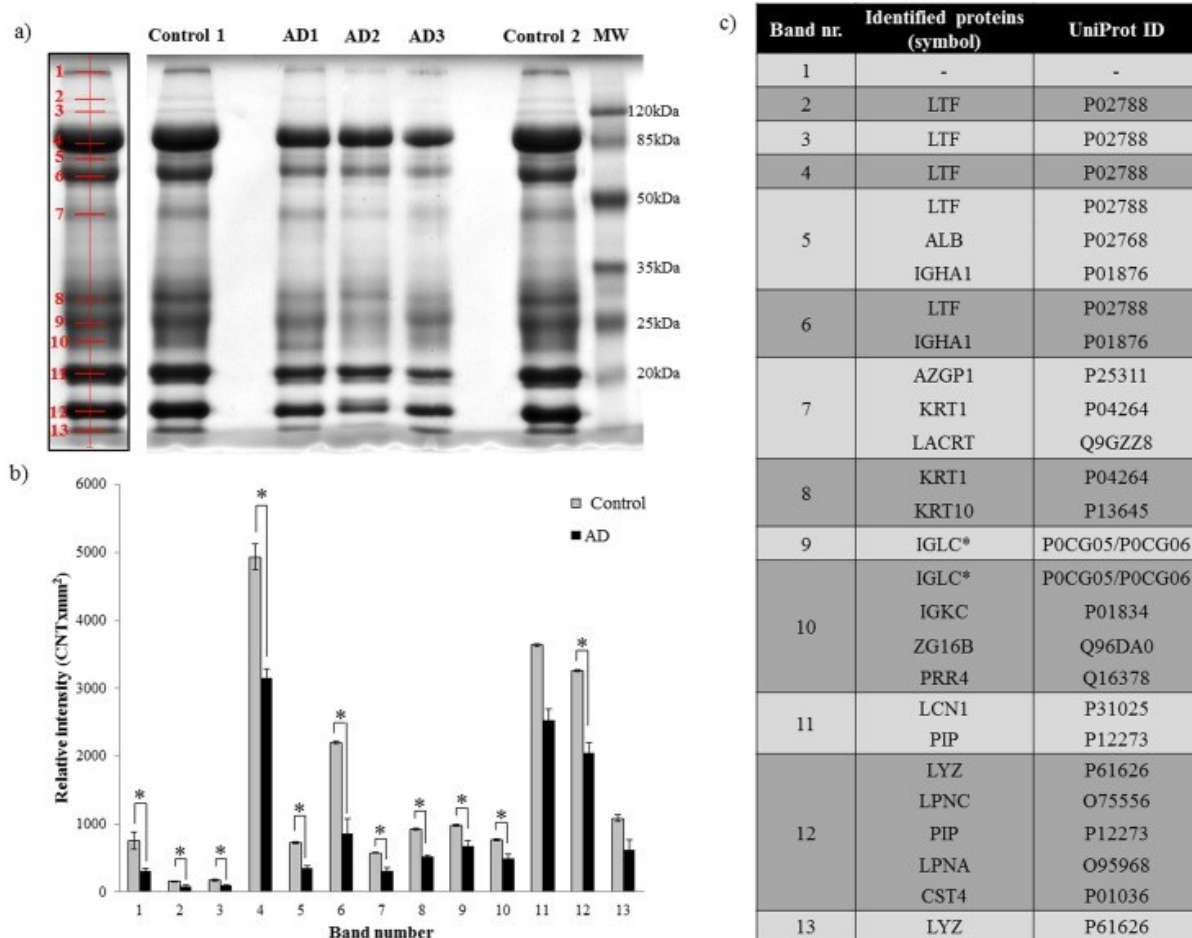 a)
Control 1 AD1 AD2 AD3 Control 2 MW
1
2
3
4
5
6
7
8
9
10
11
12
13
120kDa
85kDa
50kDa
35kDa
25kDa
20kDa
b)
6000
5000
4000
3000
2000
1000
0
Relative intensity (CNTxmm²)
Control
AD
* * * * * * * * * * *
1 2 3 4 5 6 7 8 9 10 11 12 13
Band number
c)
Band nr. Identified proteins (symbol) UniProt ID
1 - -
2 LTF P02788
3 LTF P02788
4 LTF P02788
5 LTF P02788
ALB P02768
IGHA1 P01876
6 LTF P02788
IGHA1 P01876
7 AZGP1 P25311
KRT1 P04264
LACRT Q9GZZ8
8 KRT1 P04264
KRT10 P13645
9 IGLC* P0CG05/P0CG06
10 IGLC* P0CG05/P0CG06
IGKC P01834
ZG16B Q96DA0
PRR4 Q16378
11 LCN1 P31025
PIP P12273
12 LYZ P61626
LPNC O75556
PIP P12273
LPNA O95968
CST4 P01036
13 LYZ P61626